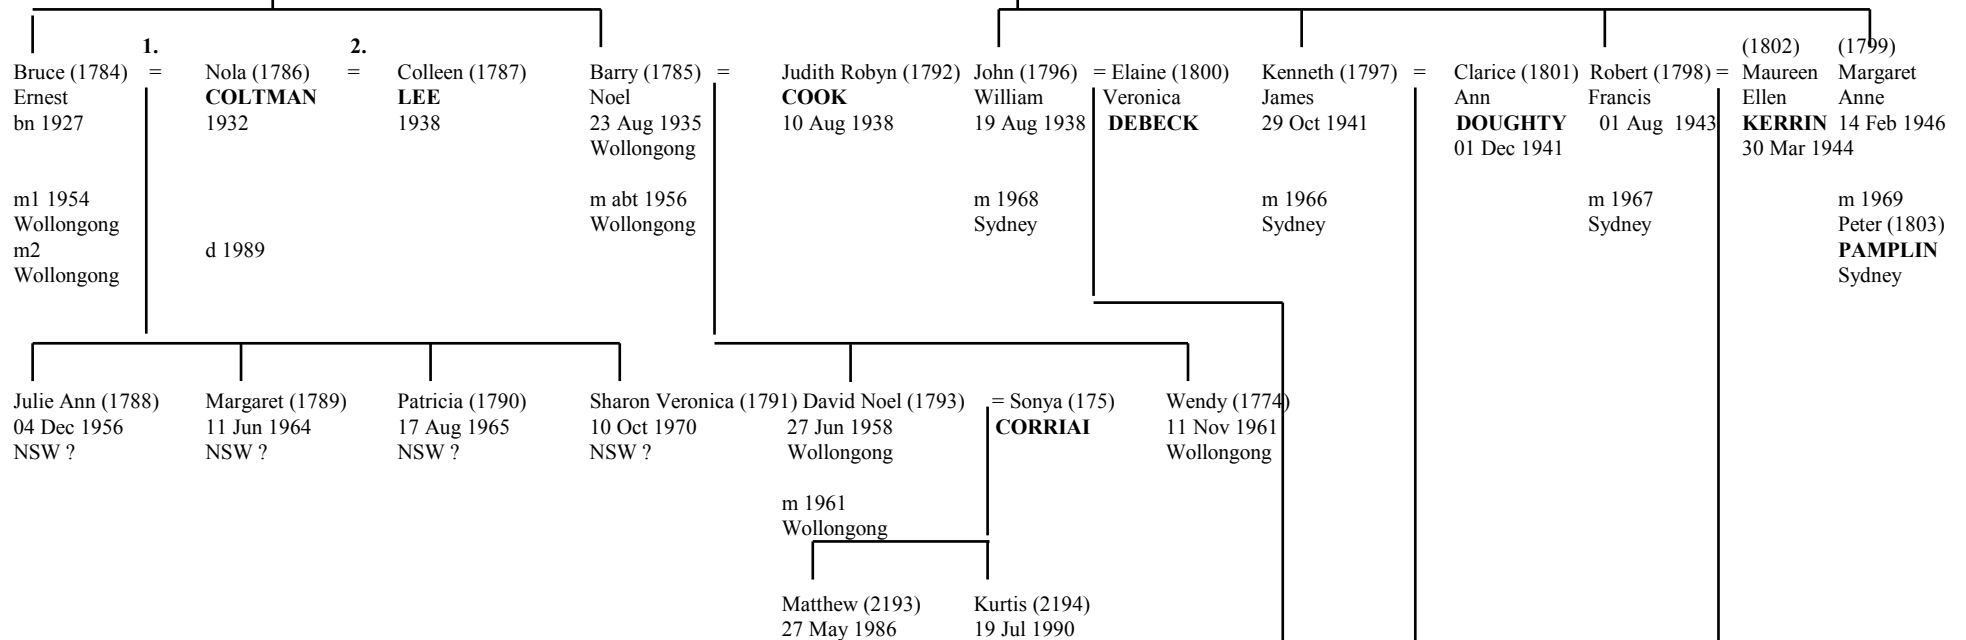 1. 2. (1802) (1799)
Bruce (1784) = Nola (1786) = Colleen (1787) Barry (1785) = Judith Robyn (1792) John (1796) = Elaine (1800) Kenneth (1797) = Clarice (1801) Robert (1798) = Maureen Margaret
Ernest COLTMAN LEE Noel COOK William Veronica James Ann Francis Ellen Anne
bn 1927 1932 1938 23 Aug 1935 10 Aug 1938 19 Aug 1938 DEBECK 29 Oct 1941 DOUGHTY 01 Aug 1943 KERRIN 14 Feb 1946
Wollongong 01 Dec 1941 30 Mar 1944
m1 1954 m abt 1956 m 1968 m 1966 m 1967 m 1969
Wollongong Wollongong Sydney Sydney Sydney Peter (1803)
m2 d 1989 PAMPLIN
Wollongong Sydney
Julie Ann (1788) Margaret (1789) Patricia (1790) Sharon Veronica (1791) David Noel (1793) = Sonya (175) Wendy (1774)
04 Dec 1956 11 Jun 1964 17 Aug 1965 10 Oct 1970 27 Jun 1958 CORRIAI 11 Nov 1961
NSW ? NSW ? NSW ? NSW ? Wollongong Wollongong
m 1961
Wollongong
Matthew (2193) Kurtis (2194)
27 May 1986 19 Jul 1990